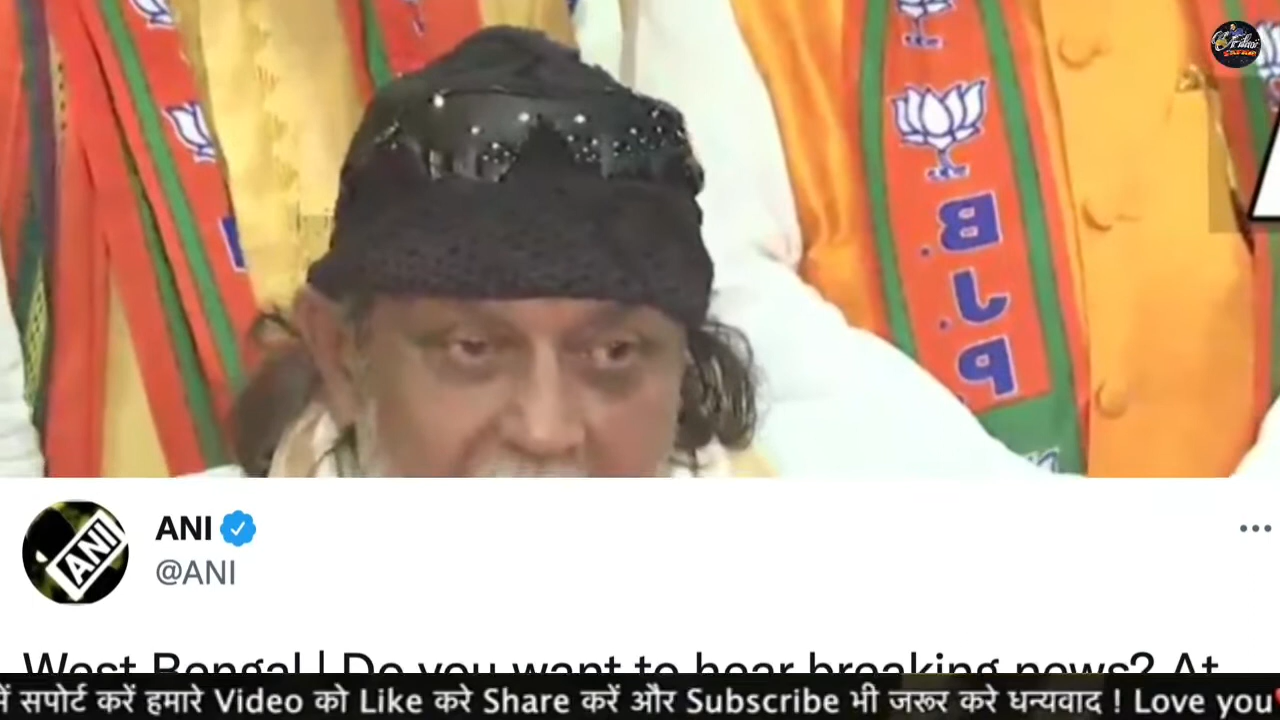 B.J.P.
ANI
ANI
@ANI
West Bengal | Do you want to hear breaking news? At
में सपोर्ट करें हमारे Video को Like करे Share करें और Subscribe भी जरूर करे धन्यवाद ! Love you